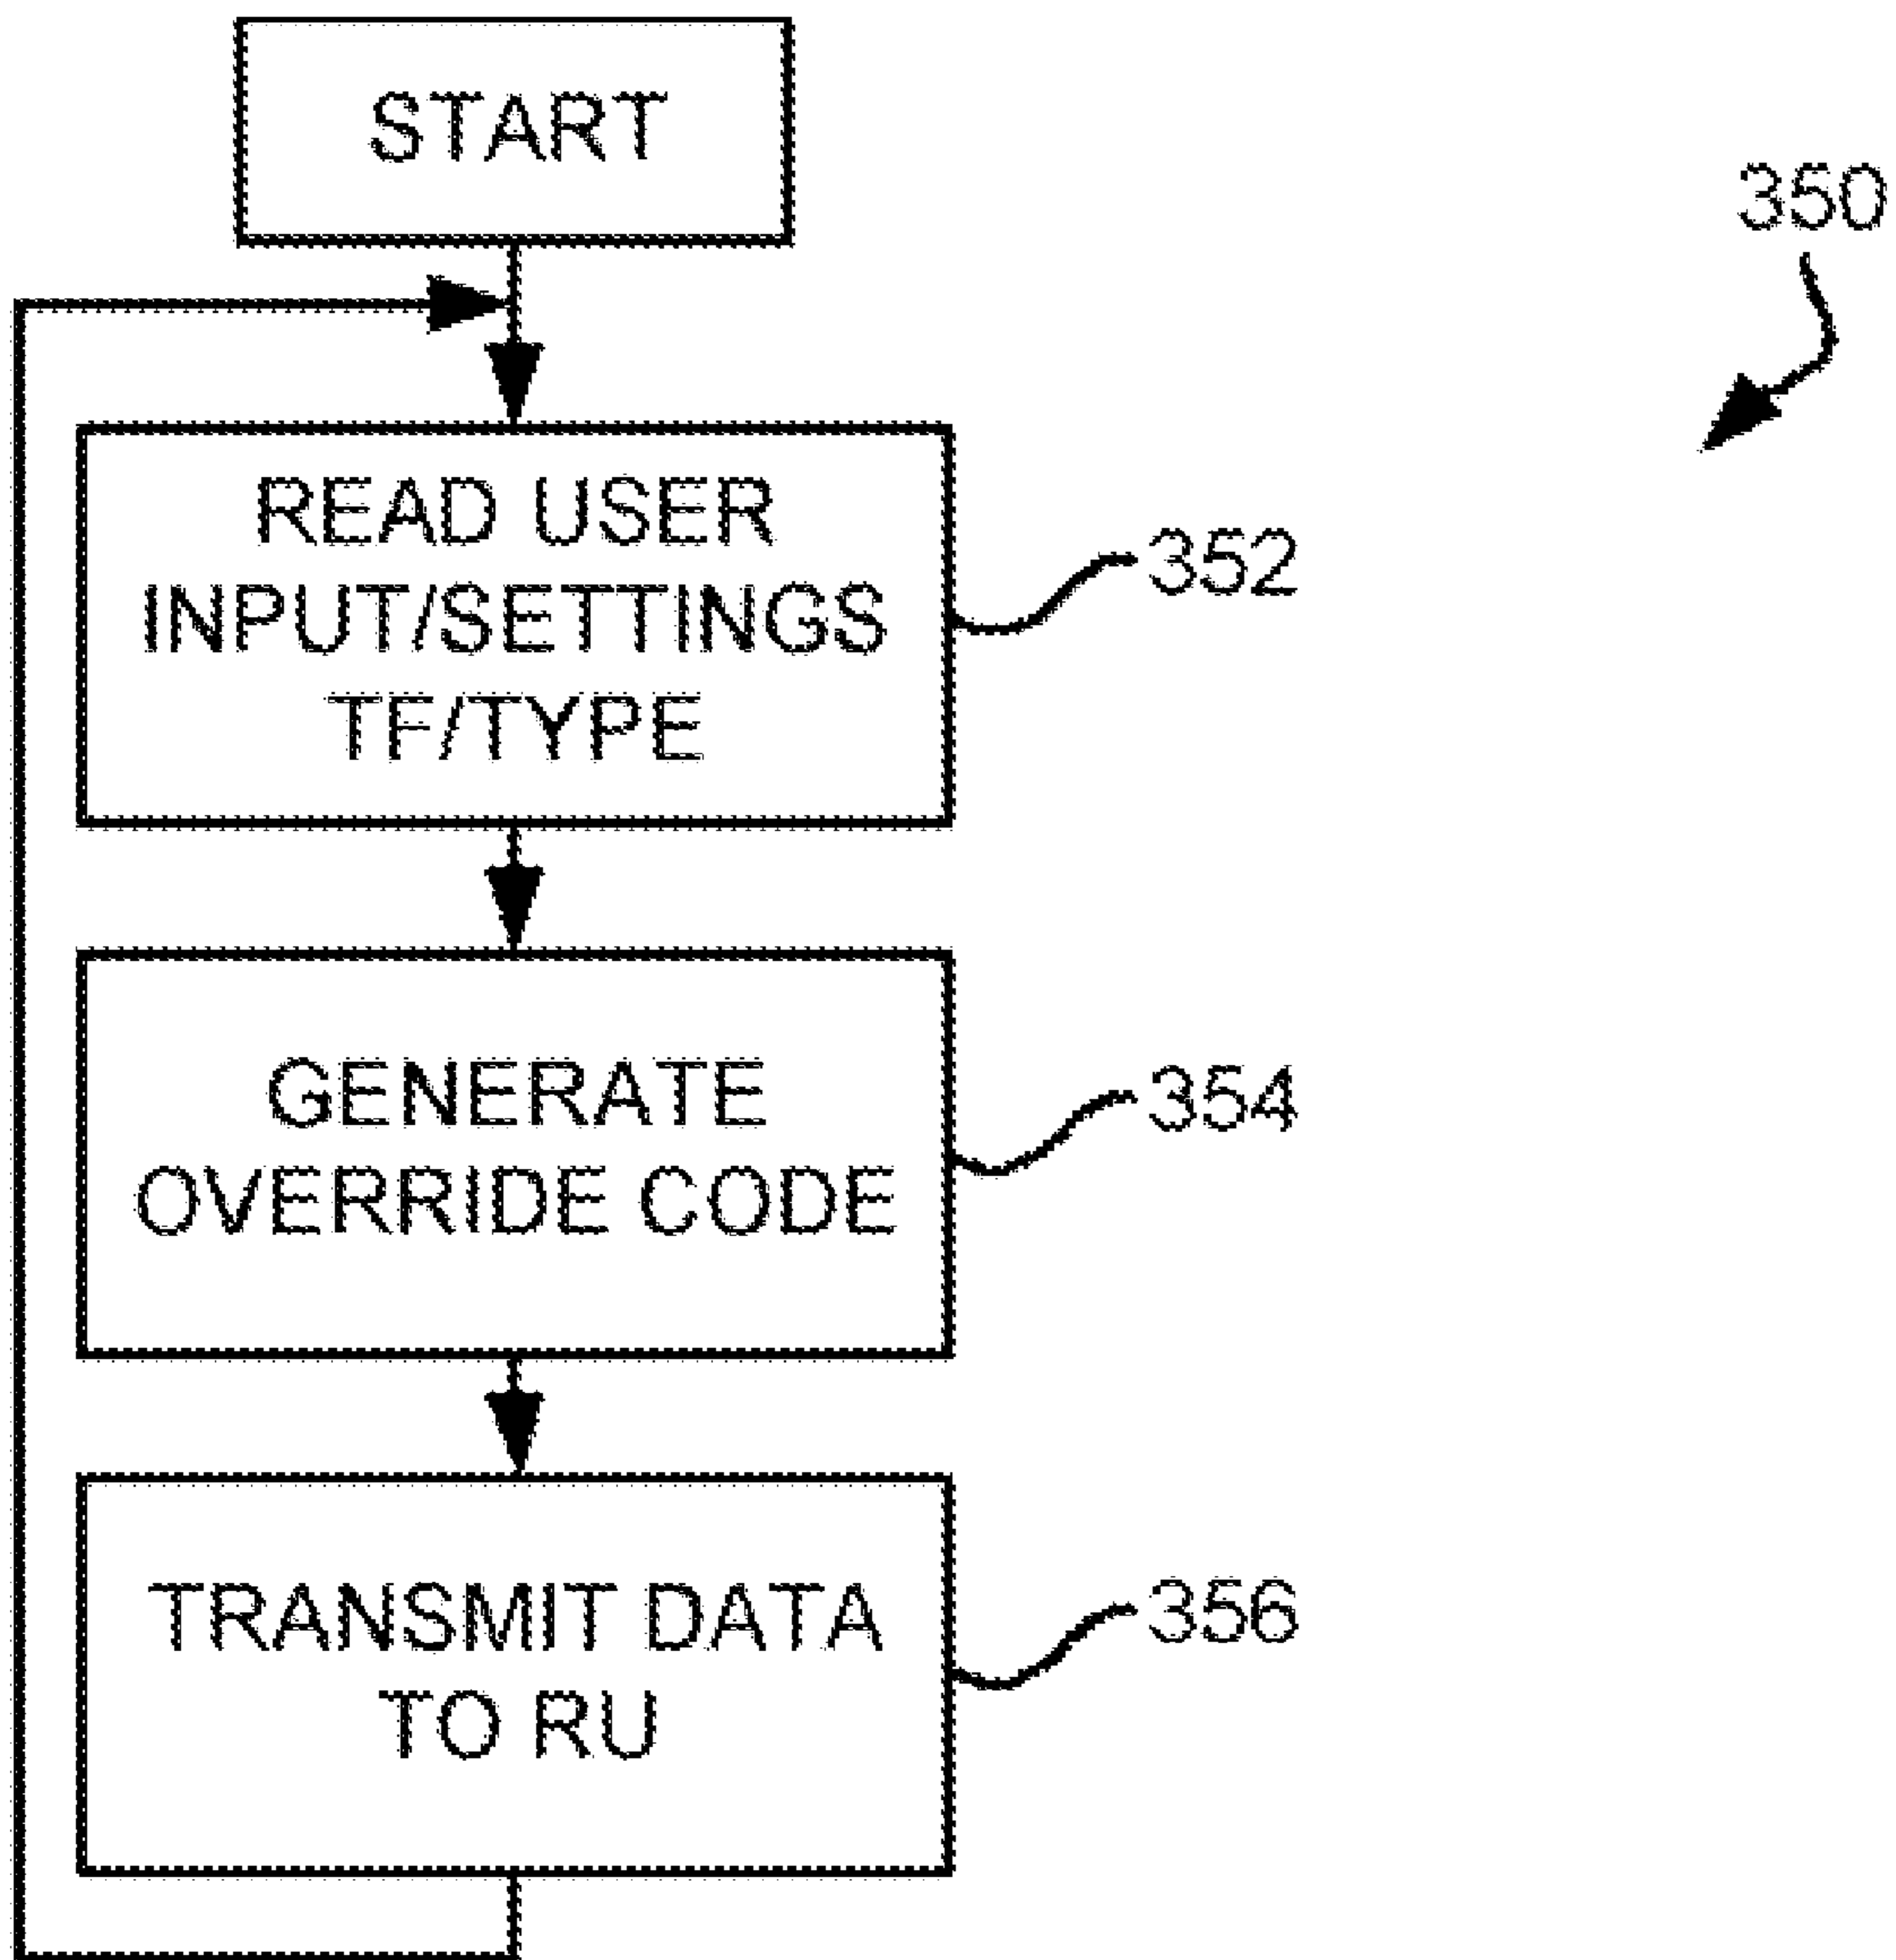 START
350
READ USER
INPUT/SETTINGS
TF/TYPE
352
GENERATE
OVERRIDE CODE
354
TRANSMIT DATA
TO RU
356